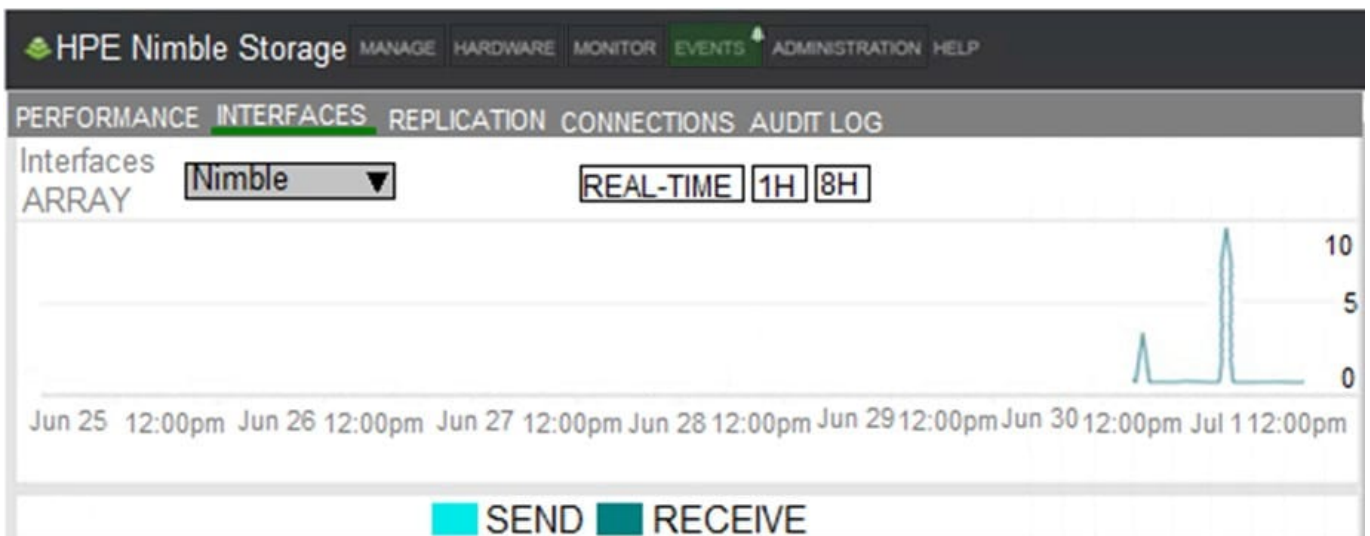 HPE Nimble Storage MANAGE HARDWARE MONITOR EVENTS ADMINISTRATION HELP
PERFORMANCE INTERFACES REPLICATION CONNECTIONS AUDIT LOG
Interfaces
ARRAY Nimble REAL-TIME 1H 8H
10
5
0
Jun 25 12:00pm Jun 26 12:00pm Jun 27 12:00pm Jun 28 12:00pm Jun 29 12:00pm Jun 30 12:00pm Jul 1 12:00pm
SEND RECEIVE